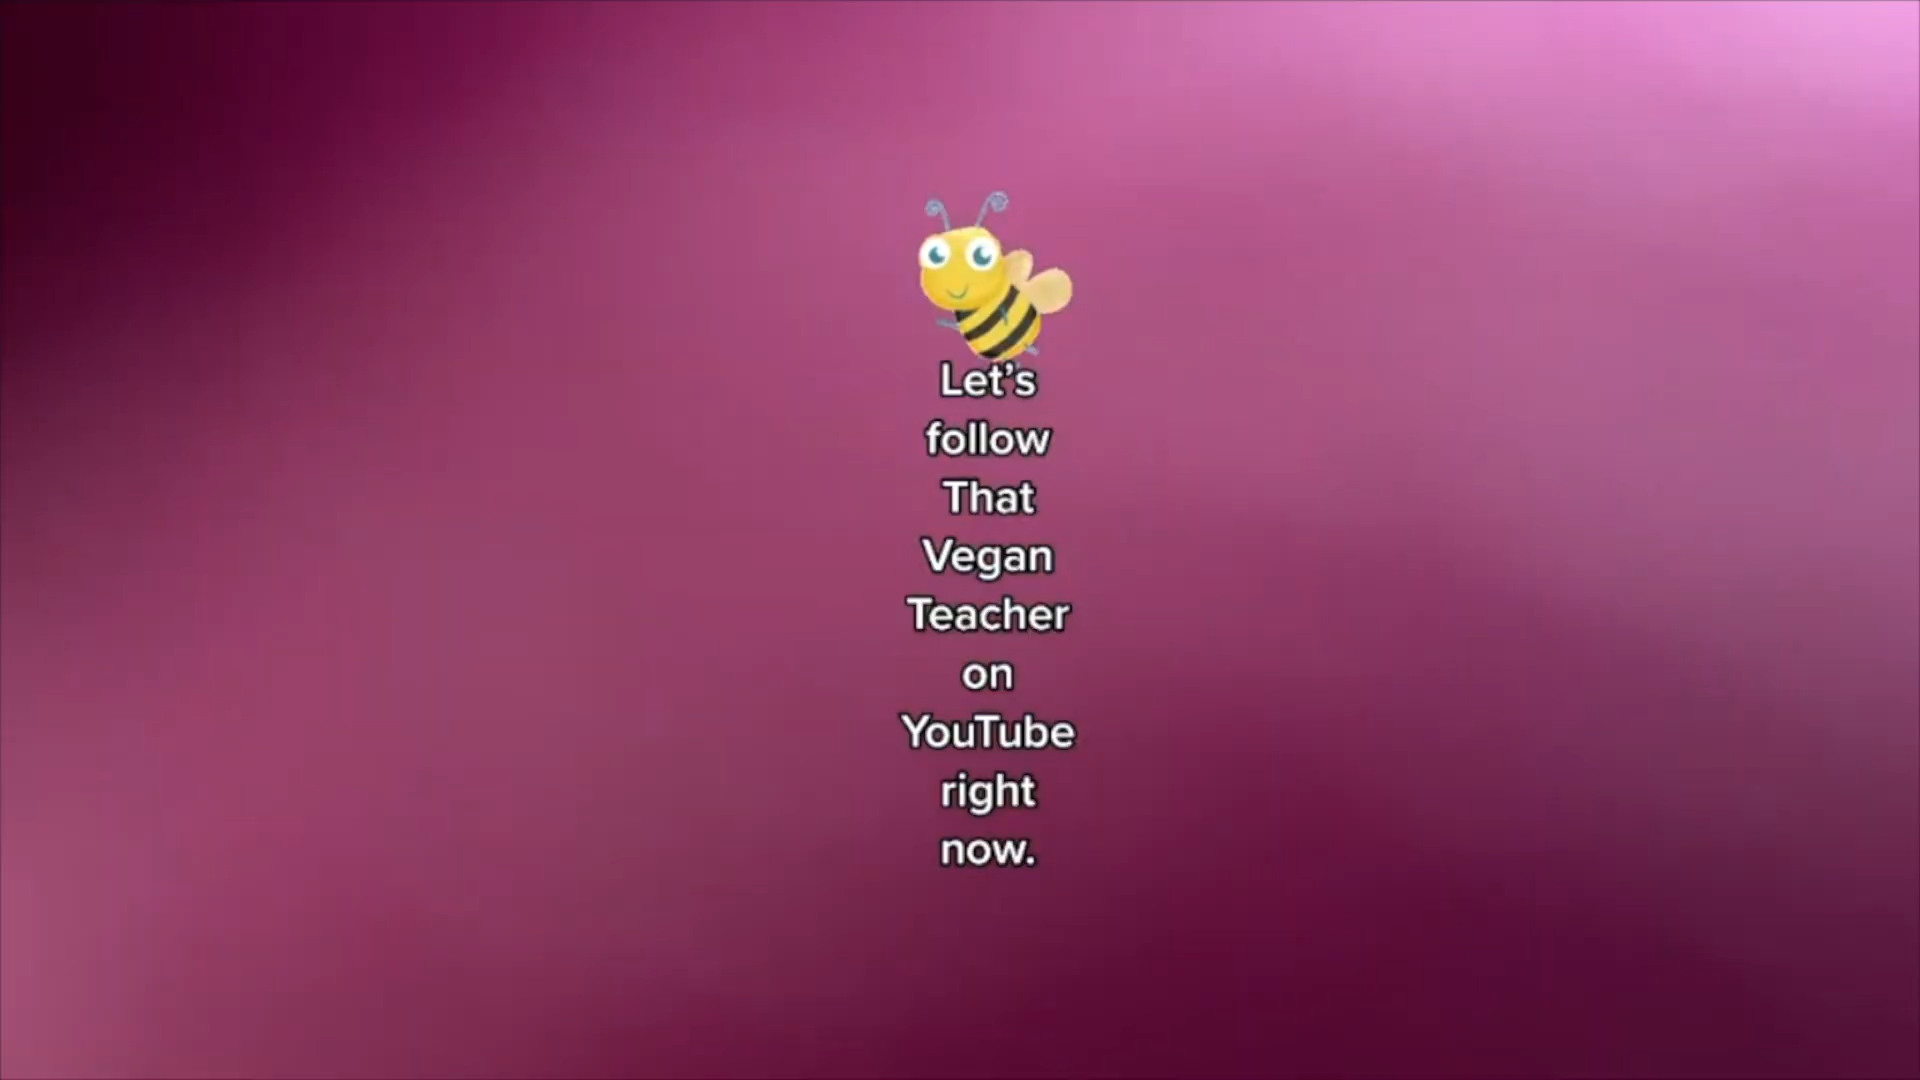 Let’s
follow
That
Vegan
Teacher
on
YouTube
right
now.